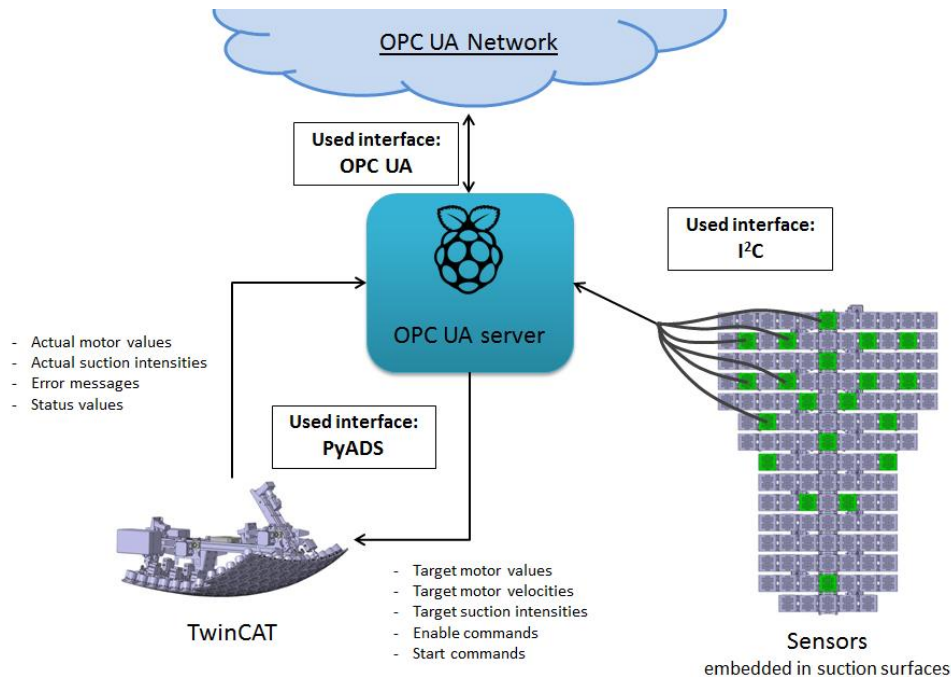 OPC UA Network
Used interface:
OPC UA
Used interface:
I²C
OPC UA server
- Actual motor values
- Actual suction intensities
- Error messages
- Status values
Used interface:
PyADS
TwinCAT
- Target motor values
- Target motor velocities
- Target suction intensities
- Enable commands
- Start commands
Sensors
embedded in suction surfaces